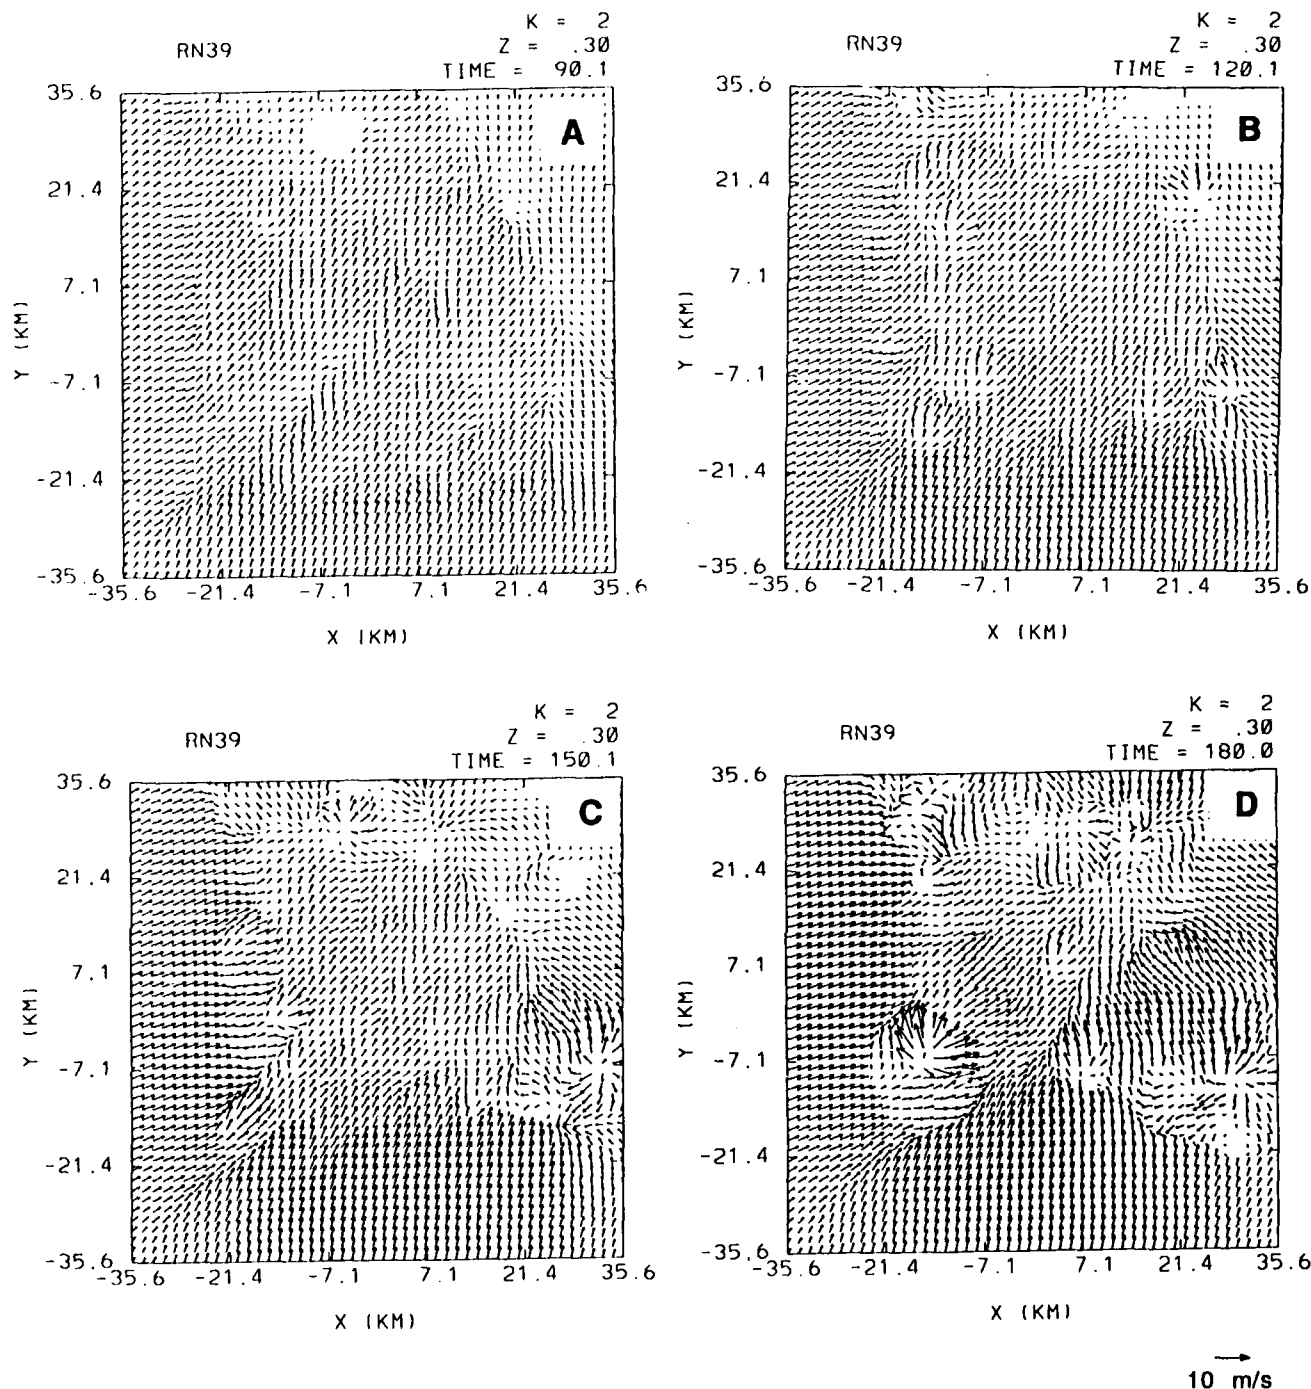 RN39
K = 2
Z = .30
TIME = 90.1
A
35.6
21.4
7.1
-7.1
-21.4
-35.6
Y (KM)
-35.6 -21.4 -7.1 7.1 21.4 35.6
X (KM)
RN39
K = 2
Z = .30
TIME = 120.1
B
35.6
21.4
7.1
-7.1
-21.4
-35.6
Y (KM)
-35.6 -21.4 -7.1 7.1 21.4 35.6
X (KM)
RN39
K = 2
Z = .30
TIME = 150.1
C
35.6
21.4
7.1
-7.1
-21.4
-35.6
Y (KM)
-35.6 -21.4 -7.1 7.1 21.4 35.6
X (KM)
RN39
K = 2
Z = .30
TIME = 180.0
D
35.6
21.4
7.1
-7.1
-21.4
-35.6
Y (KM)
-35.6 -21.4 -7.1 7.1 21.4 35.6
X (KM)
10 m/s